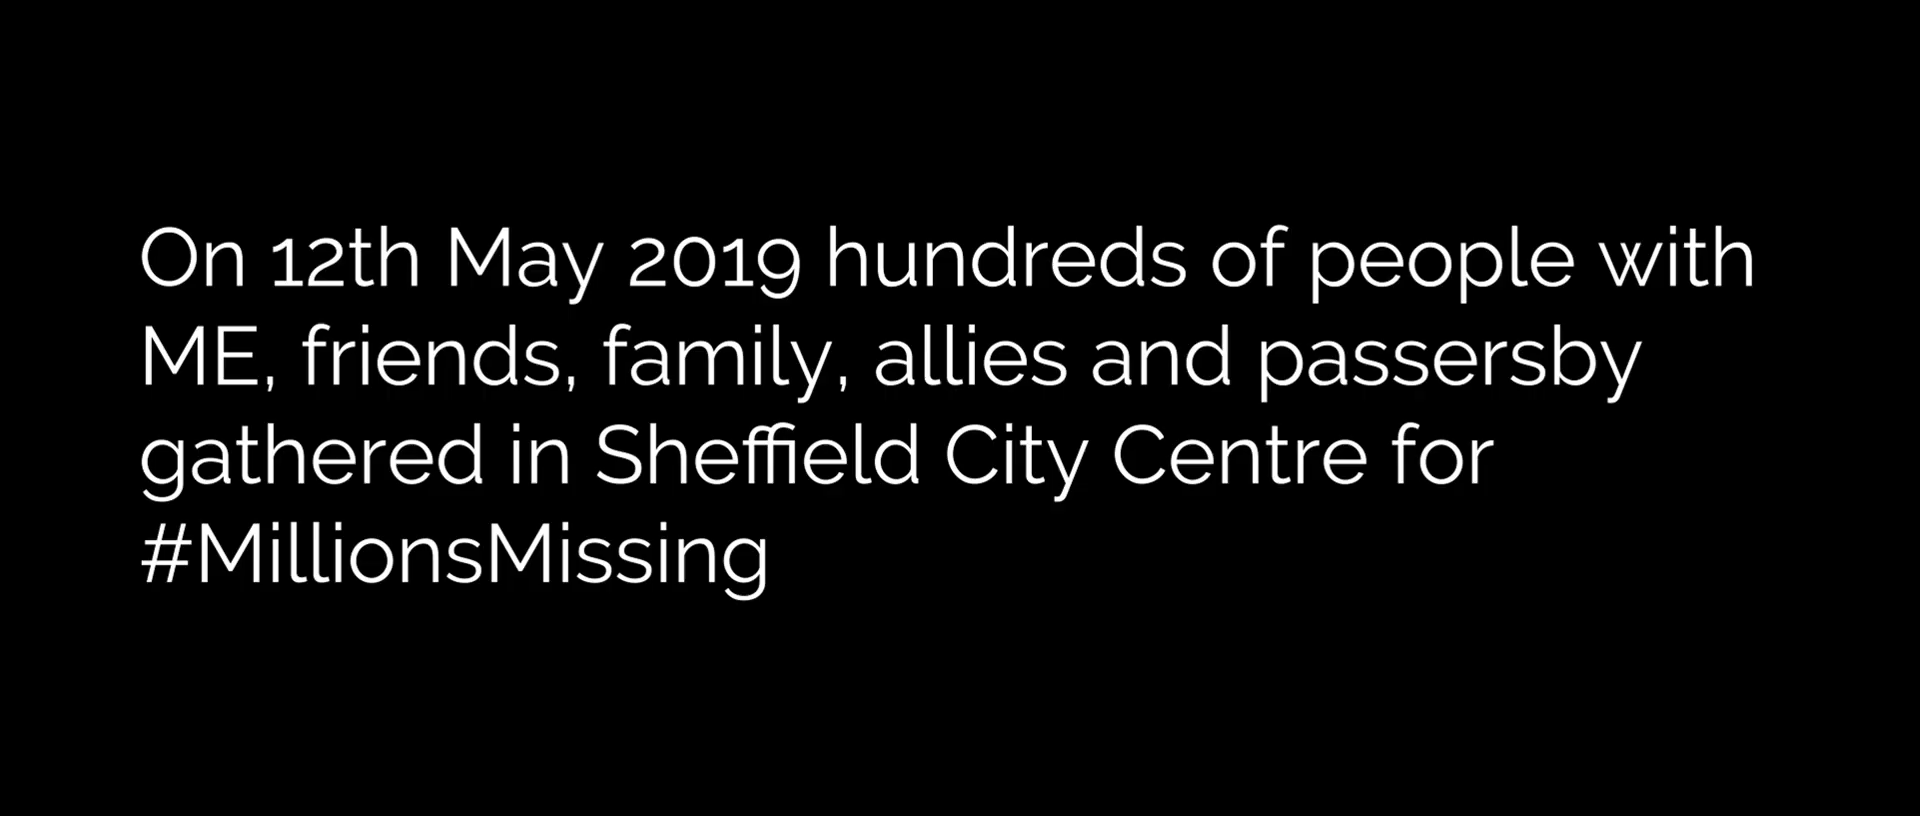 On 12th May 2019 hundreds of people with
ME, friends, family, allies and passersby
gathered in Sheffield City Centre for
#MillionsMissing